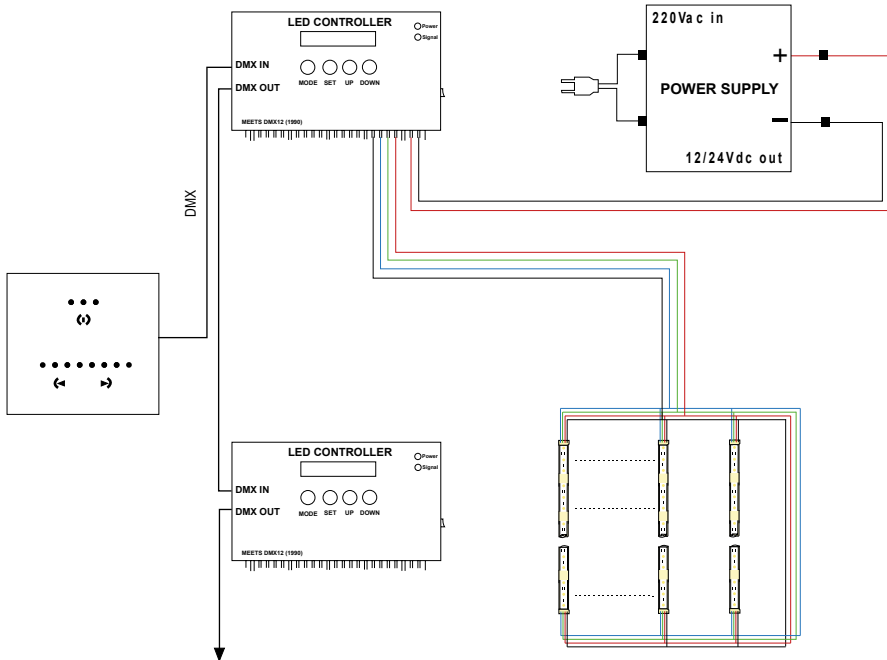 LED CONTROLLER
Power
Signal
DMX IN
DMX OUT
MODE SET UP DOWN
MEETS DMX12 (1990)
220Vac in
+
POWER SUPPLY
−
12/24Vdc out
DMX
LED CONTROLLER
Power
Signal
DMX IN
DMX OUT
MODE SET UP DOWN
MEETS DMX12 (1990)